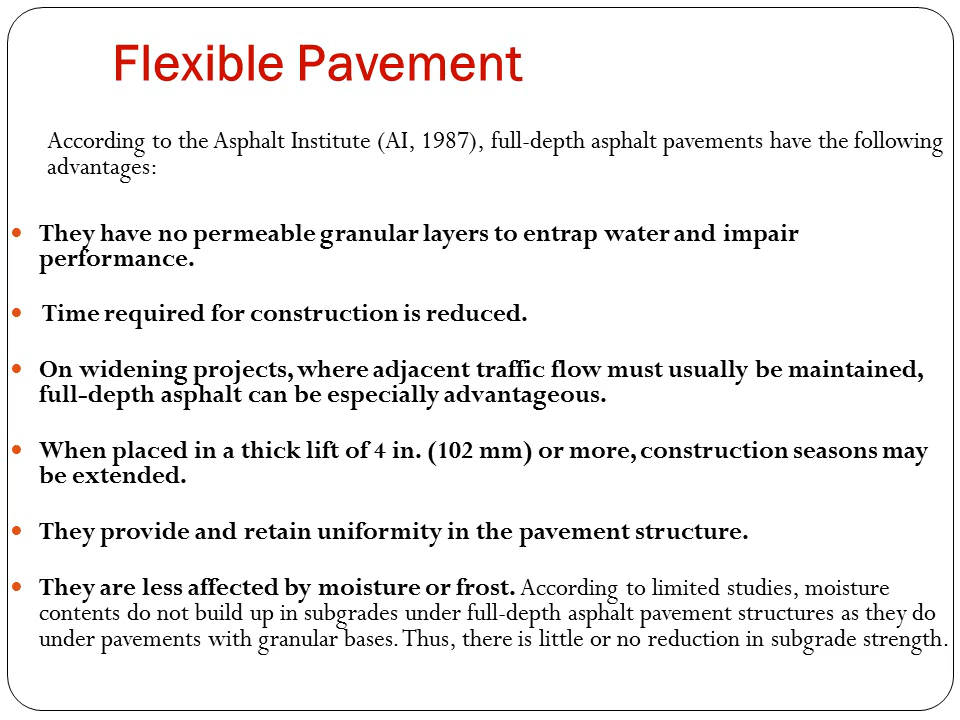 Flexible Pavement
According to the Asphalt Institute (AI, 1987), full-depth asphalt pavements have the following
advantages:
• They have no permeable granular layers to entrap water and impair
performance.
• Time required for construction is reduced.
• On widening projects, where adjacent traffic flow must usually be maintained,
full-depth asphalt can be especially advantageous.
• When placed in a thick lift of 4 in. (102 mm) or more, construction seasons may
be extended.
• They provide and retain uniformity in the pavement structure.
• They are less affected by moisture or frost. According to limited studies, moisture
contents do not build up in subgrades under full-depth asphalt pavement structures as they do
under pavements with granular bases. Thus, there is little or no reduction in subgrade strength.